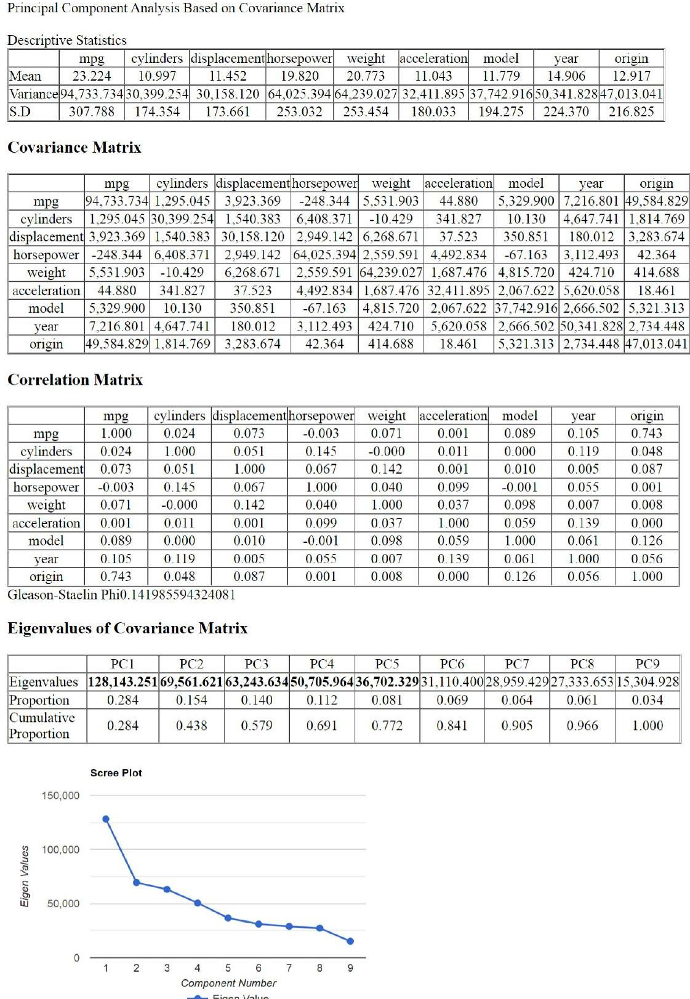 Principal Component Analysis Based on Covariance Matrix
Descriptive Statistics
mpg cylinders displacement horsepower weight acceleration model year origin
Mean 23.224 10.997 11.452 19.820 20.773 11.043 11.779 14.906 12.917
Variance 94,733.734 30,399.254 30,158.120 64,025.394 64,239.027 32,411.895 37,742.916 50,341.828 47,013.041
S.D 307.788 174.354 173.661 253.032 253.454 180.033 194.275 224.370 216.825
Covariance Matrix
mpg cylinders displacement horsepower weight acceleration model year origin
mpg 94,733.734 1,295.045 3,923.369 -248.344 5,531.903 44.880 5,329.900 7,216.801 49,584.829
cylinders 1,295.045 30,399.254 1,540.383 6,408.371 -10.429 341.827 10.130 4,647.741 1,814.769
displacement 3,923.369 1,540.383 30,158.120 2,949.142 6,268.671 37.523 350.851 180.012 3,283.674
horsepower -248.344 6,408.371 2,949.142 64,025.394 2,559.591 4,492.834 -67.163 3,112.493 42.364
weight 5,531.903 -10.429 6,268.671 2,559.591 64,239.027 1,687.476 4,815.720 424.710 414.688
acceleration 44.880 341.827 37.523 4,492.834 1,687.476 32,411.895 2,067.622 5,620.058 18.461
model 5,329.900 10.130 350.851 -67.163 4,815.720 2,067.622 37,742.916 2,666.502 5,321.313
year 7,216.801 4,647.741 180.012 3,112.493 424.710 5,620.058 2,666.502 50,341.828 2,734.448
origin 49,584.829 1,814.769 3,283.674 42.364 414.688 18.461 5,321.313 2,734.448 47,013.041
Correlation Matrix
mpg cylinders displacement horsepower weight acceleration model year origin
mpg 1.000 0.024 0.073 -0.003 0.071 0.001 0.089 0.105 0.743
cylinders 0.024 1.000 0.051 0.145 -0.000 0.011 0.000 0.119 0.048
displacement 0.073 0.051 1.000 0.067 0.142 0.001 0.010 0.005 0.087
horsepower -0.003 0.145 0.067 1.000 0.040 0.099 -0.001 0.055 0.001
weight 0.071 -0.000 0.142 0.040 1.000 0.037 0.098 0.007 0.008
acceleration 0.001 0.011 0.001 0.099 0.037 1.000 0.059 0.139 0.000
model 0.089 0.000 0.010 -0.001 0.098 0.059 1.000 0.061 0.126
year 0.105 0.119 0.005 0.055 0.007 0.139 0.061 1.000 0.056
origin 0.743 0.048 0.087 0.001 0.008 0.000 0.126 0.056 1.000
Gleason-Staelin Phi0.141985594324081
Eigenvalues of Covariance Matrix
PC1 PC2 PC3 PC4 PC5 PC6 PC7 PC8 PC9
Eigenvalues 128,143.251 69,561.621 63,243.634 50,705.964 36,702.329 31,110.400 28,959.429 27,333.653 15,304.928
Proportion 0.284 0.154 0.140 0.112 0.081 0.069 0.064 0.061 0.034
Cumulative
Proportion 0.284 0.438 0.579 0.691 0.772 0.841 0.905 0.966 1.000
Scree Plot
150,000
100,000
50,000
0
Eigen Values
1 2 3 4 5 6 7 8 9
Component Number
Eigen Value